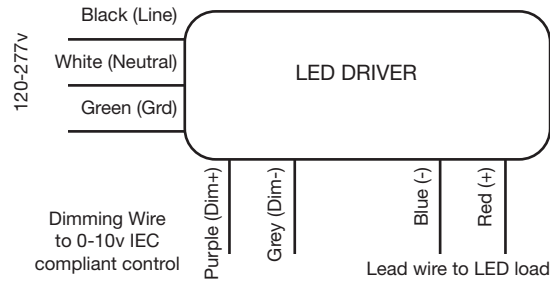 Black (Line)
White (Neutral)
Green (Grd)
120-277v
LED DRIVER
Purple (Dim+)
Grey (Dim-)
Blue (-)
Red (+)
Dimming Wire
to 0-10v IEC
compliant control
Lead wire to LED load